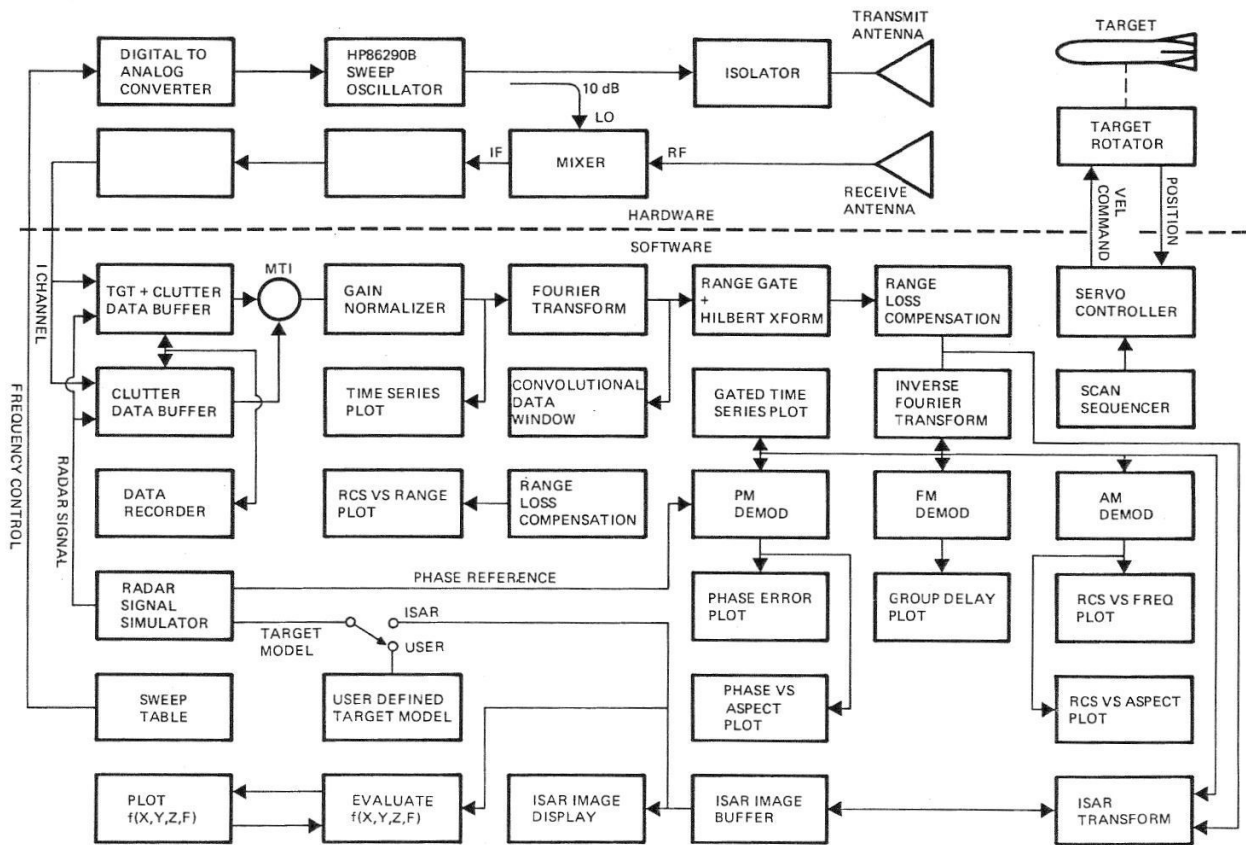 TRANSMIT
ANTENNA
TARGET
DIGITAL TO
ANALOG
CONVERTER
HP86290B
SWEEP
OSCILLATOR
ISOLATOR
10 dB
LO
TARGET
ROTATOR
IF
MIXER
RF
RECEIVE
ANTENNA
VEL
COMMAND
POSITION
HARDWARE
SOFTWARE
I CHANNEL
TGT + CLUTTER
DATA BUFFER
MTI
GAIN
NORMALIZER
FOURIER
TRANSFORM
RANGE GATE
+
HILBERT XFORM
RANGE
LOSS
COMPENSATION
SERVO
CONTROLLER
FREQUENCY CONTROL
CLUTTER
DATA BUFFER
TIME SERIES
PLOT
CONVOLUTIONAL
DATA
WINDOW
GATED TIME
SERIES PLOT
INVERSE
FOURIER
TRANSFORM
SCAN
SEQUENCER
RADAR SIGNAL
DATA
RECORDER
RCS VS RANGE
PLOT
RANGE
LOSS
COMPENSATION
PM
DEMOD
FM
DEMOD
AM
DEMOD
RADAR
SIGNAL
SIMULATOR
PHASE REFERENCE
PHASE ERROR
PLOT
GROUP DELAY
PLOT
RCS VS FREQ
PLOT
TARGET
MODEL
ISAR
USER
SWEEP
TABLE
USER DEFINED
TARGET MODEL
PHASE VS
ASPECT
PLOT
RCS VS ASPECT
PLOT
PLOT
f(X,Y,Z,F)
EVALUATE
f(X,Y,Z,F)
ISAR IMAGE
DISPLAY
ISAR IMAGE
BUFFER
ISAR
TRANSFORM